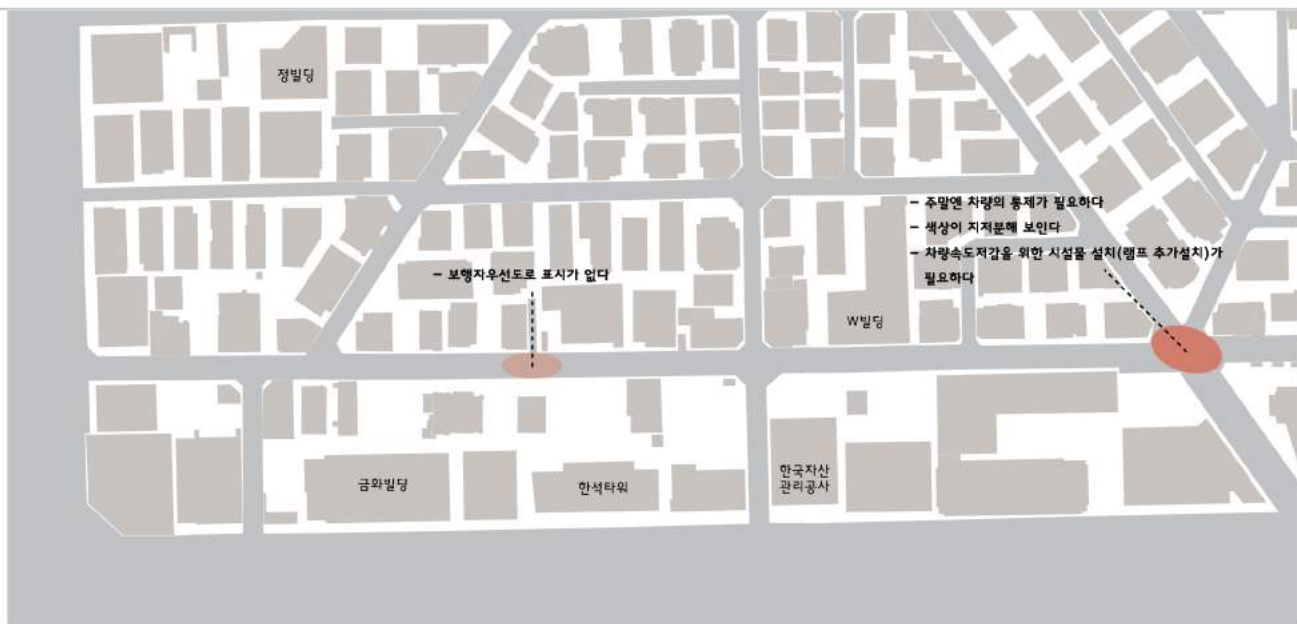 정빌딩
– 주말엔 차량의 통제가 필요하다
– 색상이 지저분해 보인다
– 차량속도저감을 위한 시설물 설치(램프 추가설치)가
필요하다
– 보행자우선도로 표시가 없다
W빌딩
금화빌딩
한석타워
한국자산
관리공사